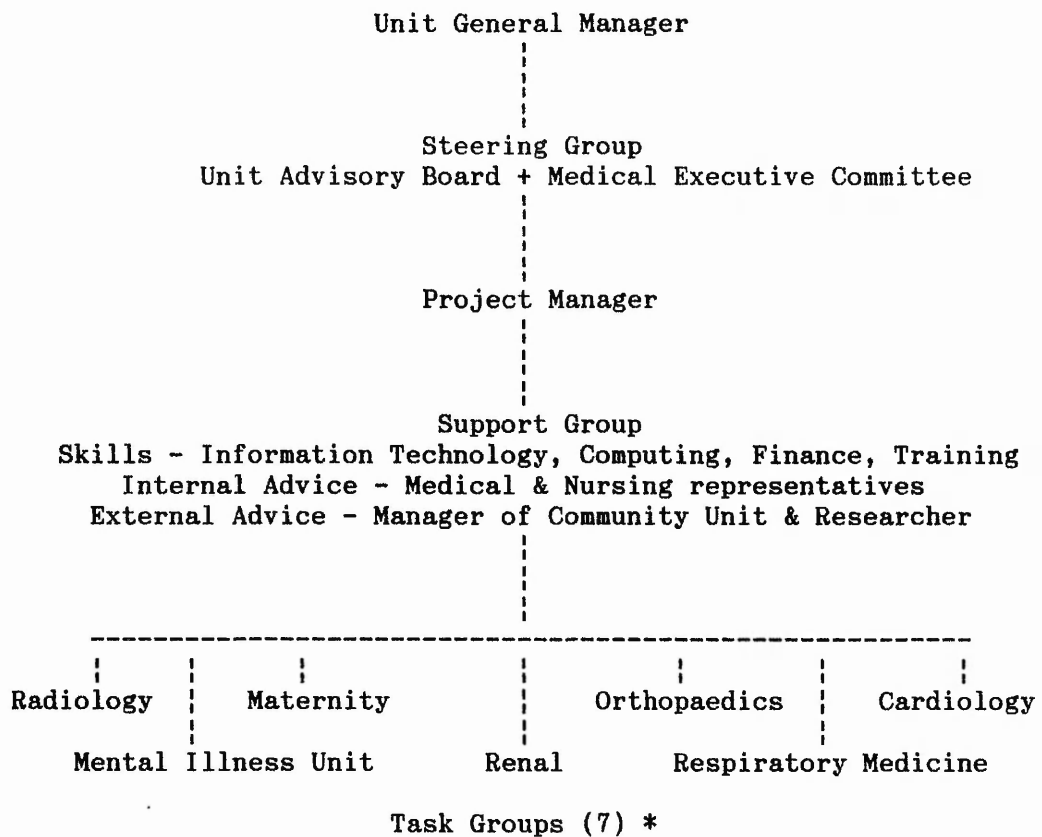 Unit General Manager
Steering Group
Unit Advisory Board + Medical Executive Committee
Project Manager
Support Group
Skills - Information Technology, Computing, Finance, Training
Internal Advice - Medical & Nursing representatives
External Advice - Manager of Community Unit & Researcher
Radiology Maternity Orthopaedics Cardiology
Mental Illness Unit Renal Respiratory Medicine
Task Groups (7) *